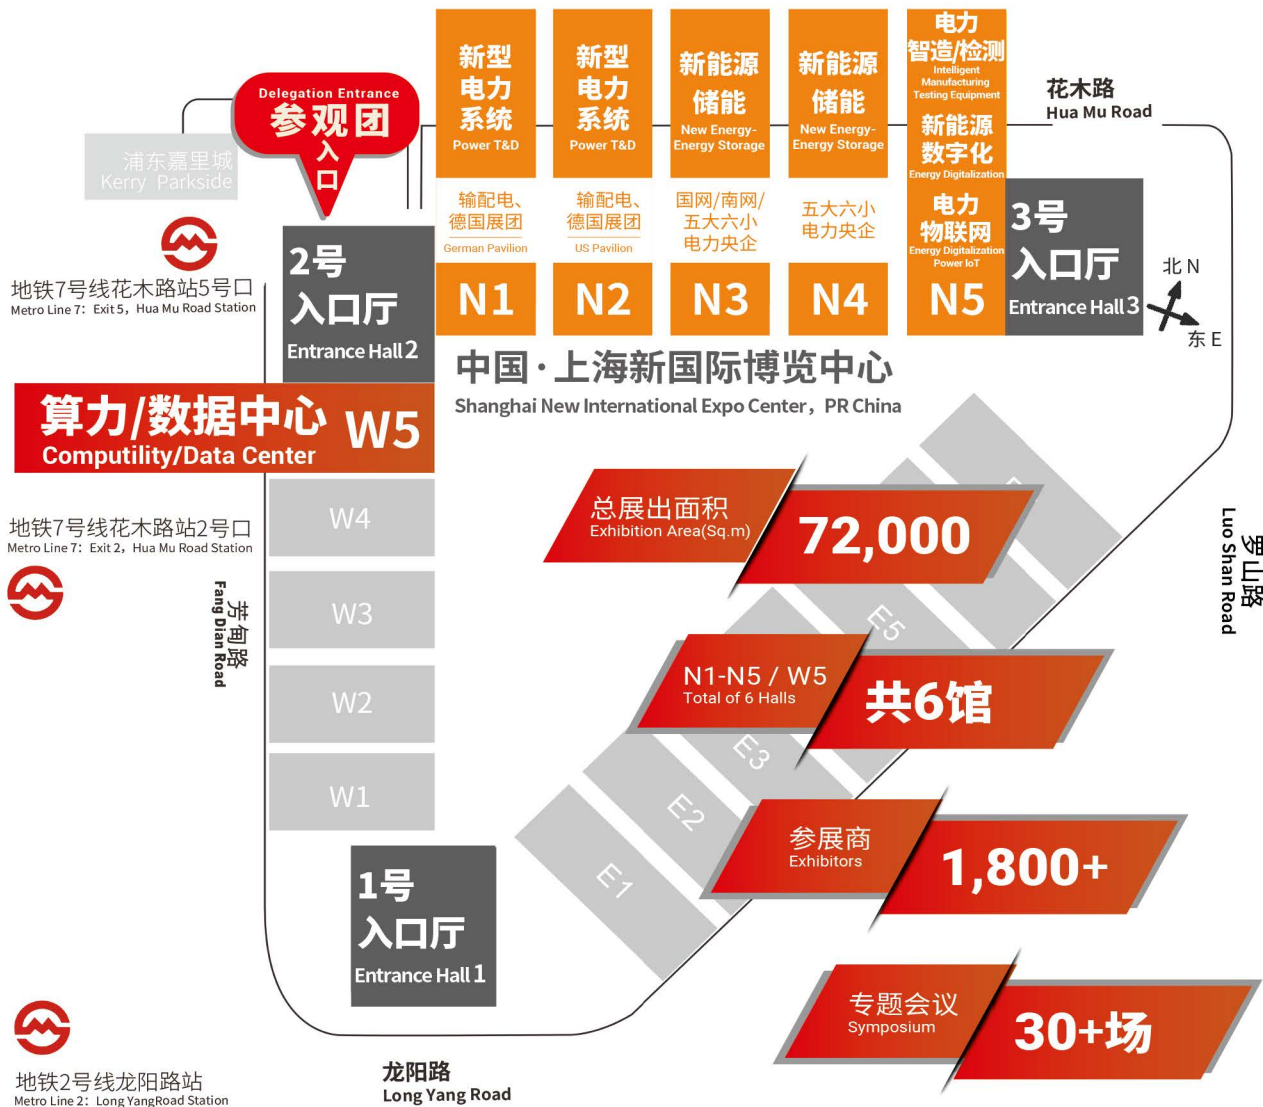 新型
电力
系统
Power T&D
输配电、
德国展团
German Pavilion
N1
新型
电力
系统
Power T&D
输配电、
德国展团
US Pavilion
N2
新能源
储能
New Energy-
Energy Storage
国网/南网/
五大六小
电力央企
N3
新能源
储能
New Energy-
Energy Storage
五大六小
电力央企
N4
电力
智造/检测
Intelligent
Manufacturing
Testing Equipment
新能源
数字化
Energy Digitalization
电力
物联网
Energy Digitalization
Power IoT
N5
花木路
Hua Mu Road
Delegation Entrance
参观团
入
口
浦东嘉里城
Kerry Parkside
地铁7号线花木路站5号口
Metro Line 7: Exit 5, Hua Mu Road Station
2号
入口厅
Entrance Hall 2
3号
入口厅
Entrance Hall 3
北 N
东 E
中国·上海新国际博览中心
Shanghai New International Expo Center, PR China
算力/数据中心
Computility/Data Center
W5
地铁7号线花木路站2号口
Metro Line 7: Exit 2, Hua Mu Road Station
W4
W3
W2
W1
芳甸路
Fang Dian Road
总展出面积
Exhibition Area(Sq.m)
72,000
罗山路
Luo Shan Road
E5
N1-N5 / W5
Total of 6 Halls
共6馆
E3
E2
E1
参展商
Exhibitors
1,800+
1号
入口厅
Entrance Hall 1
专题会议
Symposium
30+场
地铁2号线龙阳路站
Metro Line 2: Long YangRoad Station
龙阳路
Long Yang Road